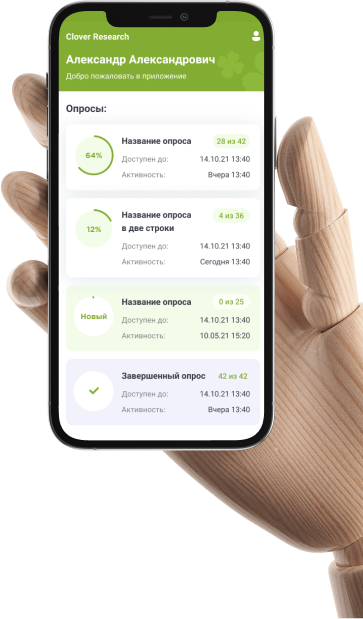 Clover Research
Александр Александрович
Добро пожаловать в приложение
Опросы:
64%
Название опроса
28 из 42
Доступен до: 14.10.21 13:40
Активность: Вчера 13:40
12%
Название опроса
в две строки
4 из 36
Доступен до: 14.10.21 13:40
Активность: Сегодня 13:40
Новый
Название опроса
0 из 25
Доступен до: 14.10.21 13:40
Активность: 10.05.21 15:20
Завершенный опрос
42 из 42
Доступен до: 14.10.21 13:40
Активность: Вчера 13:40